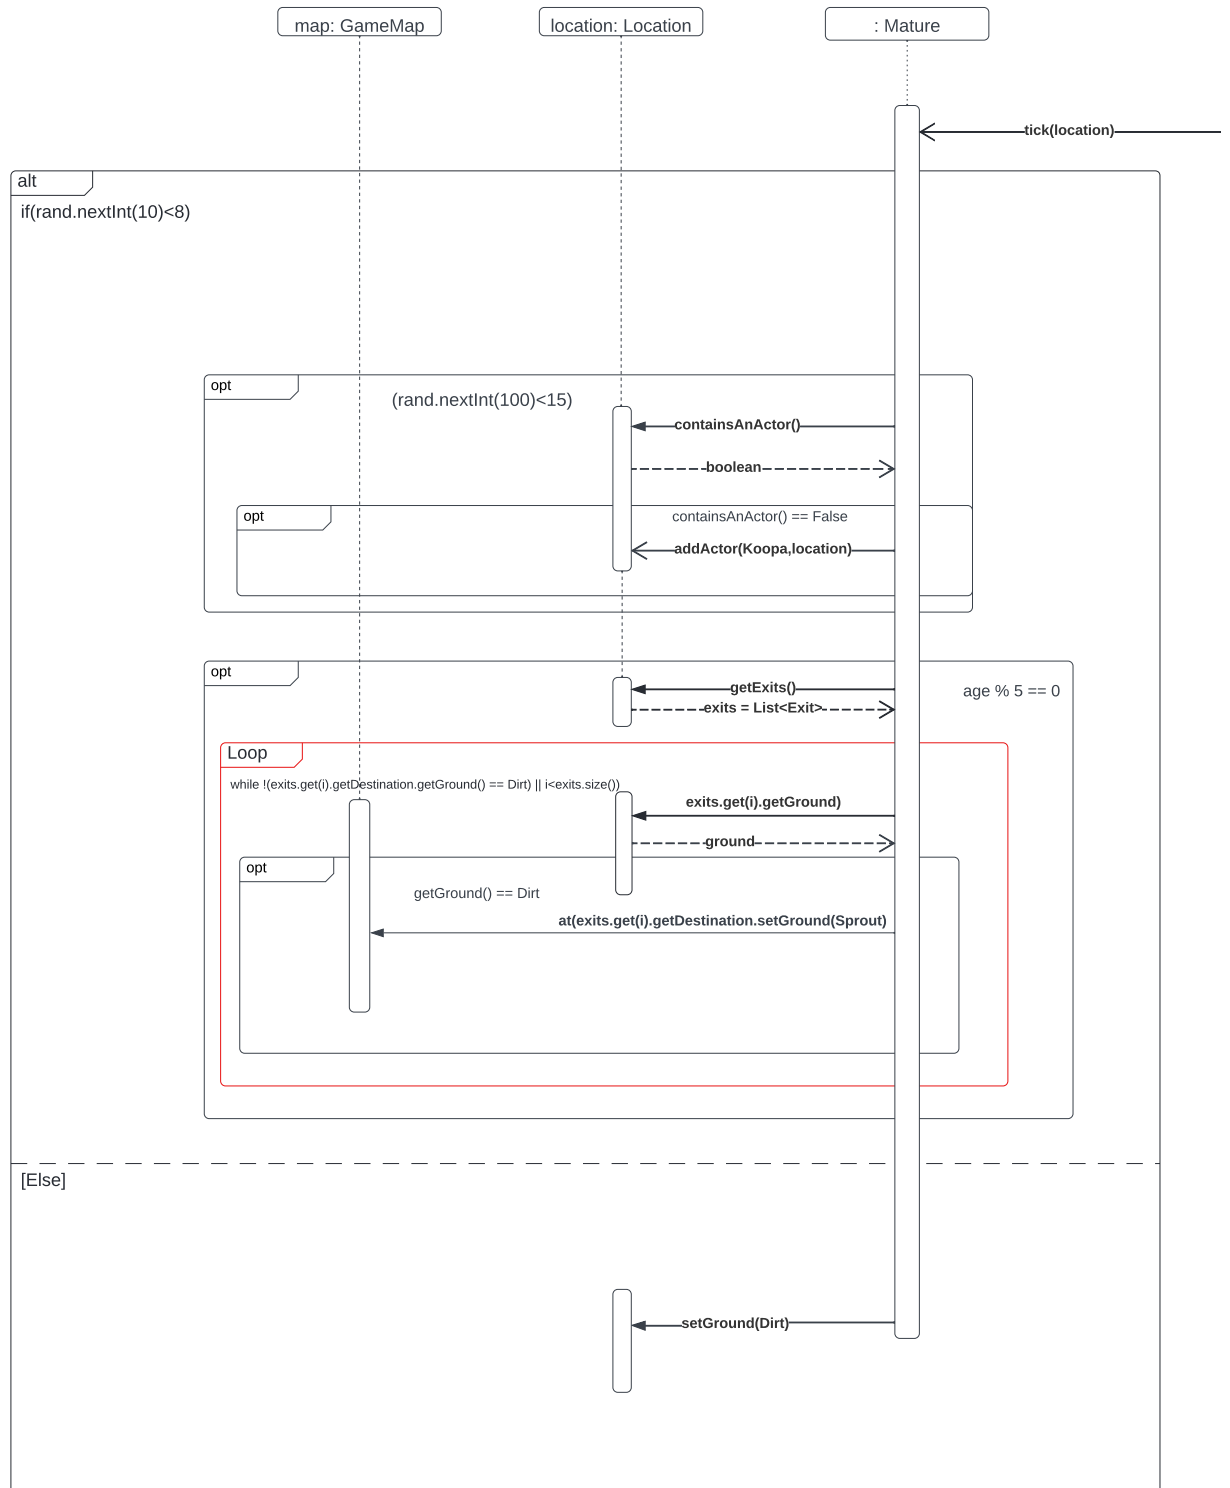 map: GameMap
location: Location
: Mature
tick(location)
alt
if(rand.nextInt(10)<8)
opt
(rand.nextInt(100)<15)
containsAnActor()
boolean
opt
containsAnActor() == False
addActor(Koopa,location)
opt
getExits()
age % 5 == 0
exits = List<Exit>
Loop
while !(exits.get(i).getDestination.getGround() == Dirt) || i<exits.size())
exits.get(i).getGround)
ground
opt
getGround() == Dirt
at(exits.get(i).getDestination.setGround(Sprout)
[Else]
setGround(Dirt)